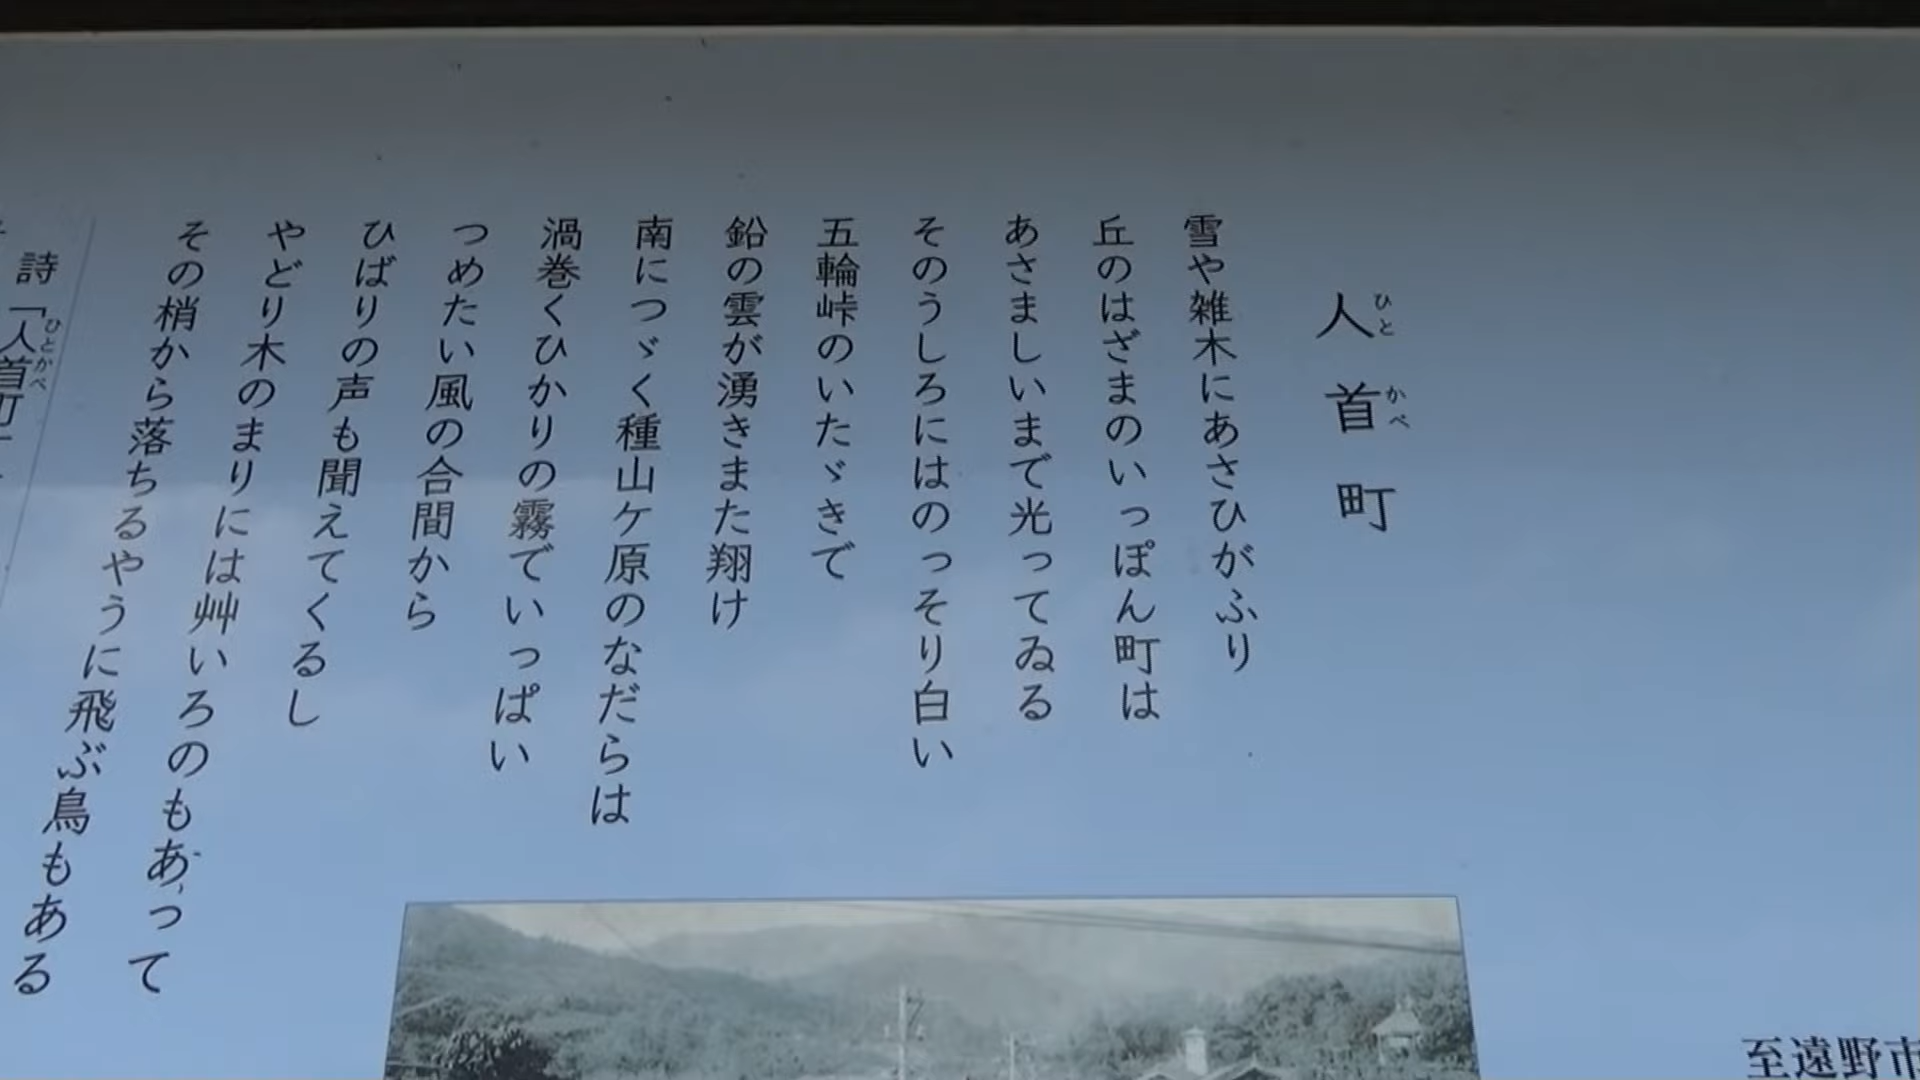 人首町
ひとかべ
雪や雑木にあさひがふり
丘のはざまのいっぽん町は
あさましいまで光ってゐる
そのうしろにはのっそり白い
五輪峠のいたゞきで
鉛の雲が湧きまた翔け
南につゞく種山ケ原のなだらは
渦巻くひかりの霧でいっぱい
つめたい風の合間から
ひばりの声も聞えてくるし
やどり木のまりには艸いろのもあって
その梢から落ちるやうに飛ぶ鳥もある
詩「人首町」
ひとかべ
至遠野市